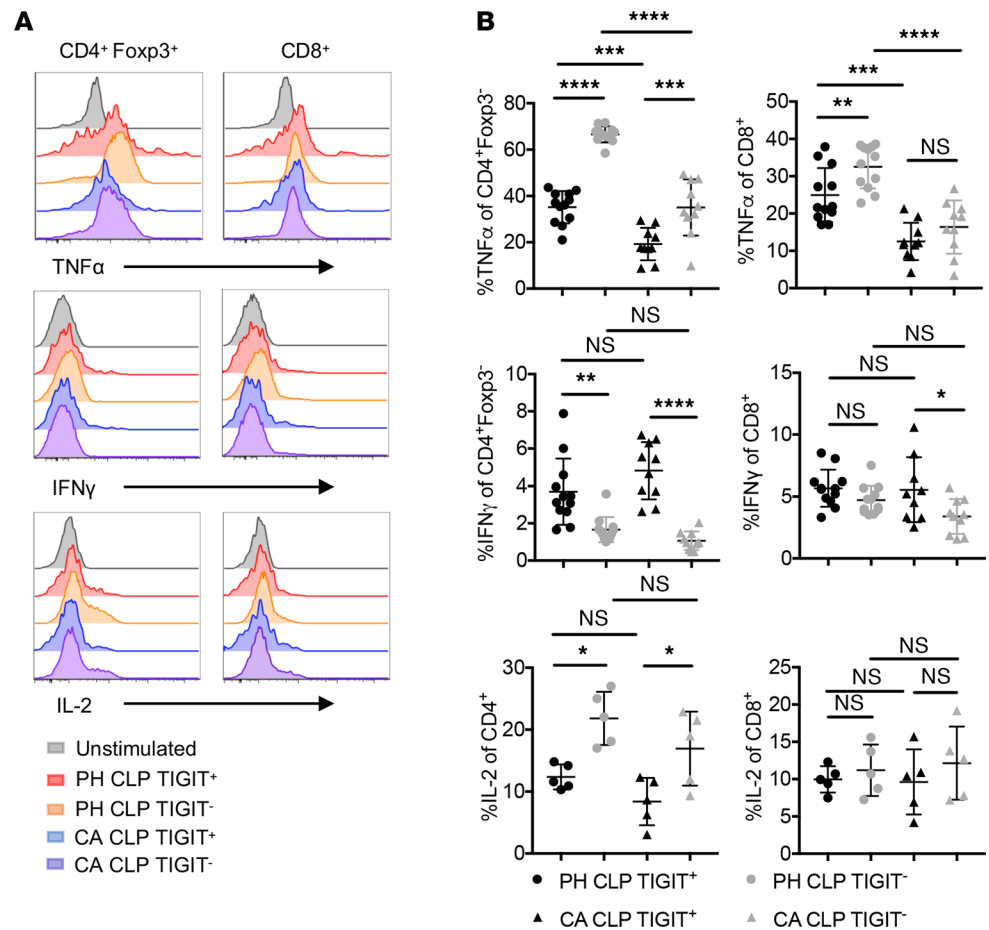 A
CD4⁺ Foxp3⁺
CD8⁺
TNFα
IFNγ
IL-2
Unstimulated
PH CLP TIGIT⁺
PH CLP TIGIT⁻
CA CLP TIGIT⁺
CA CLP TIGIT⁻
B
****
***
****
***
%TNFα of CD4⁺Foxp3⁻
80
60
40
20
0
****
***
**
NS
%TNFα of CD8⁺
50
40
30
20
10
0
NS
NS
**
****
%IFNγ of CD4⁺Foxp3⁻
10
8
6
4
2
0
NS
NS
NS
*
%IFNγ of CD8⁺
15
10
5
0
NS
NS
*
*
%IL-2 of CD4⁺
30
20
10
0
NS
NS
NS
NS
%IL-2 of CD8⁺
25
20
15
10
5
0
PH CLP TIGIT⁺
PH CLP TIGIT⁻
CA CLP TIGIT⁺
CA CLP TIGIT⁻